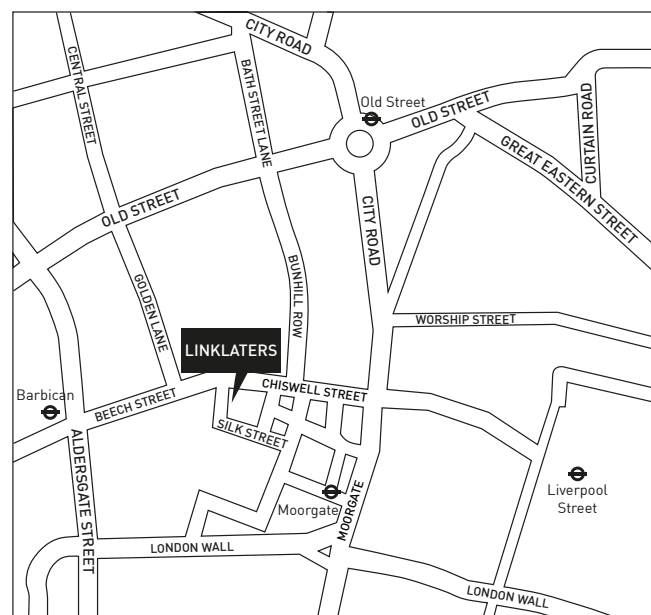 CITY ROAD
CENTRAL STREET
BATH STREET LANE
Old Street
OLD STREET
CURTAIN ROAD
GREAT EASTERN STREET
OLD STREET
CITY ROAD
GOLDEN LANE
BUNHILL ROW
WORSHIP STREET
LINKLATERS
CHISWELL STREET
Barbican
BEECH STREET
SILK STREET
ALDERSGATE STREET
Liverpool
Street
Moorgate
MOORGATE
LONDON WALL
LONDON WALL